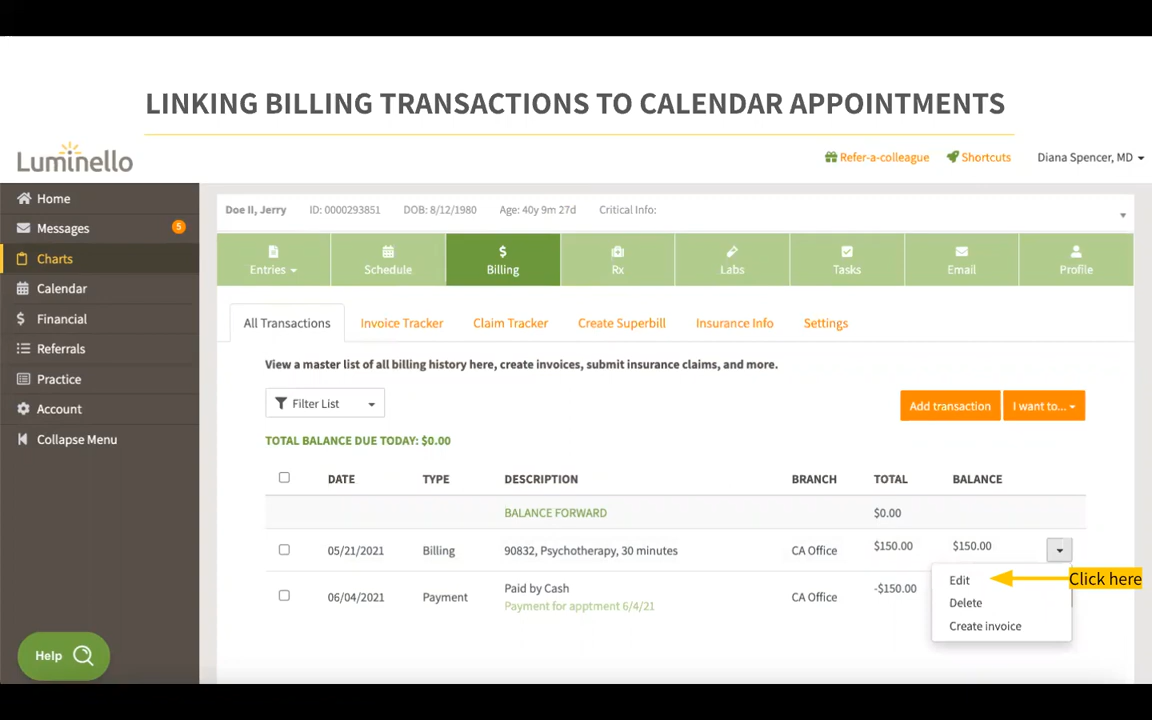 LINKING BILLING TRANSACTIONS TO CALENDAR APPOINTMENTS
Luminello
Refer-a-colleague Shortcuts Diana Spencer, MD
Home
Messages 5
Charts
Calendar
Financial
Referrals
Practice
Account
Collapse Menu
Help
Doe II, Jerry ID: 0000293851 DOB: 8/12/1980 Age: 40y 9m 27d Critical Info:
Entries Schedule $ Billing Rx Labs Tasks Email Profile
All Transactions Invoice Tracker Claim Tracker Create Superbill Insurance Info Settings
View a master list of all billing history here, create invoices, submit insurance claims, and more.
Filter List Add transaction I want to...
TOTAL BALANCE DUE TODAY: $0.00
DATE TYPE DESCRIPTION BRANCH TOTAL BALANCE
BALANCE FORWARD $0.00
05/21/2021 Billing 90832, Psychotherapy, 30 minutes CA Office $150.00 $150.00
06/04/2021 Payment Paid by Cash CA Office -$150.00
Payment for apptment 6/4/21
Edit Click here
Delete
Create invoice